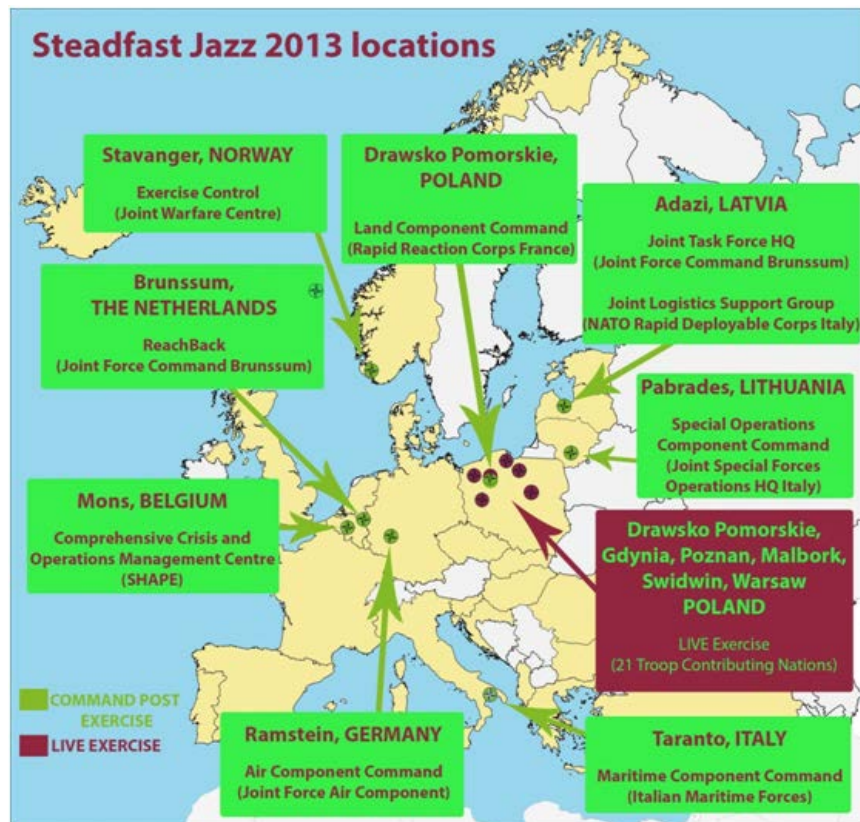 Steadfast Jazz 2013 locations
Stavanger, NORWAY
Exercise Control
(Joint Warfare Centre)
Drawsko Pomorskie,
POLAND
Land Component Command
(Rapid Reaction Corps France)
Adazi, LATVIA
Joint Task Force HQ
(Joint Force Command Brunssum)
Joint Logistics Support Group
(NATO Rapid Deployable Corps Italy)
Brunssum,
THE NETHERLANDS
ReachBack
(Joint Force Command Brunssum)
Pabrades, LITHUANIA
Special Operations
Component Command
(Joint Special Forces
Operations HQ Italy)
Mons, BELGIUM
Comprehensive Crisis and
Operations Management Centre
(SHAPE)
Drawsko Pomorskie,
Gdynia, Poznan, Malbork,
Swidwin, Warsaw
POLAND
LIVE Exercise
(21 Troop Contributing Nations)
COMMAND POST
EXERCISE
LIVE EXERCISE
Ramstein, GERMANY
Air Component Command
(Joint Force Air Component)
Taranto, ITALY
Maritime Component Command
(Italian Maritime Forces)